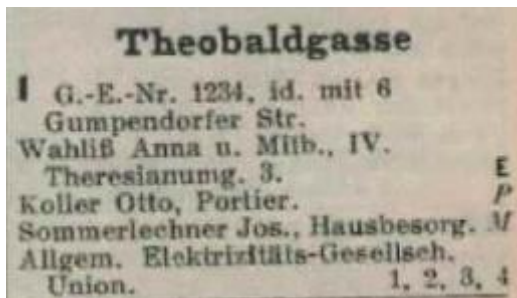 Theobaldgasse
1 G.-E.-Nr. 1234, id. mit 6
Gumpendorfer Str.
Wahliß Anna u. Mitb., IV.
Theresianumg. 3. E
Koller Otto, Portier. P
Sommerlechner Jos., Hausbesorg. M
Allgem. Elektrizitäts-Gesellsch.
Union. 1, 2, 3, 4